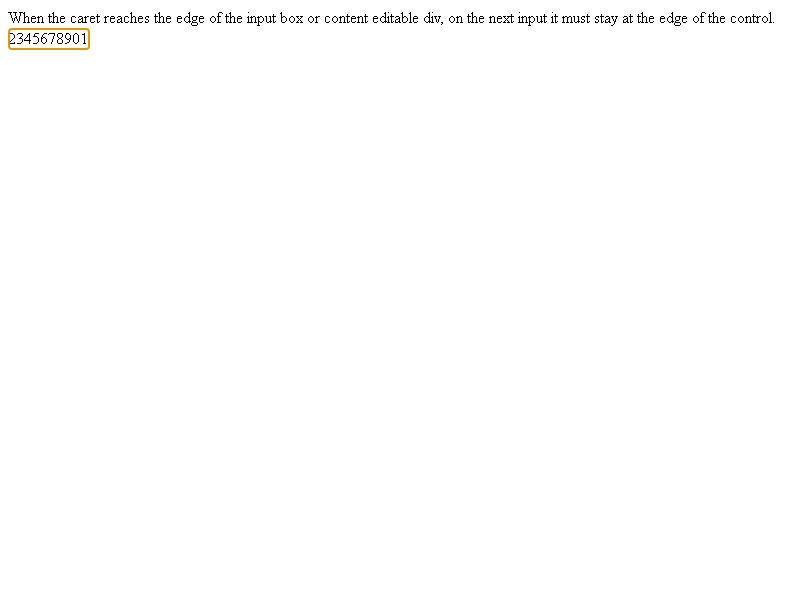 When the caret reaches the edge of the input box or content editable div, on the next input it must stay at the edge of the control.
2345678901